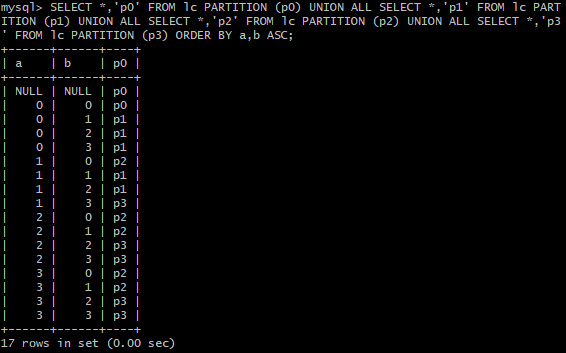 mysql> SELECT *,'p0' FROM lc PARTITION (p0) UNION ALL SELECT *,'p1' FROM lc PART
ITION (p1) UNION ALL SELECT *,'p2' FROM lc PARTITION (p2) UNION ALL SELECT *,'p3
' FROM lc PARTITION (p3) ORDER BY a,b ASC;
+------+------+----+
| a    | b    | p0 |
+------+------+----+
| NULL | NULL | p0 |
|    0 |    0 | p0 |
|    0 |    1 | p1 |
|    0 |    2 | p1 |
|    0 |    3 | p1 |
|    1 |    0 | p2 |
|    1 |    1 | p2 |
|    1 |    2 | p2 |
|    1 |    3 | p3 |
|    2 |    0 | p2 |
|    2 |    1 | p2 |
|    2 |    2 | p3 |
|    2 |    3 | p3 |
|    3 |    0 | p2 |
|    3 |    1 | p2 |
|    3 |    2 | p3 |
|    3 |    3 | p3 |
+------+------+----+
17 rows in set (0.00 sec)